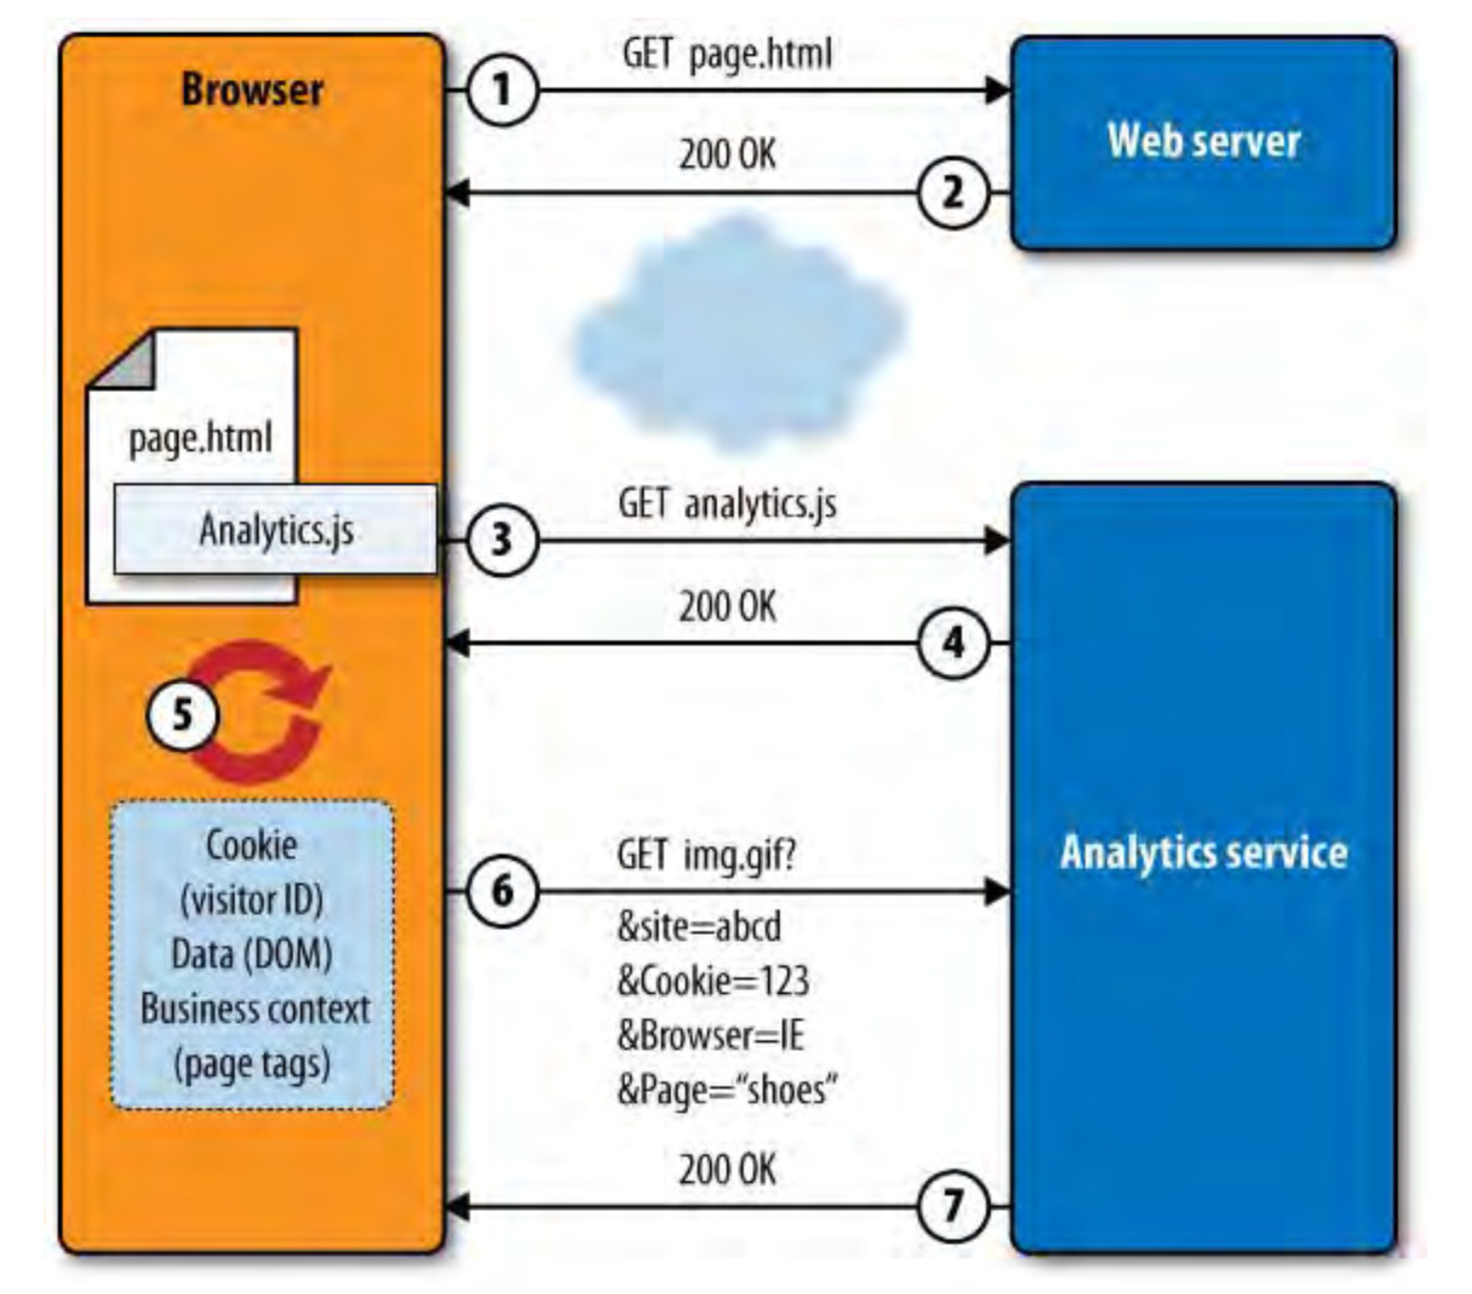 Browser
1
GET page.html
Web server
200 OK
2
page.html
Analytics.js
3
GET analytics.js
200 OK
4
5
Cookie
(visitor ID)
Data (DOM)
Business context
(page tags)
6
GET img.gif?
&site=abcd
&Cookie=123
&Browser=IE
&Page=“shoes”
Analytics service
200 OK
7